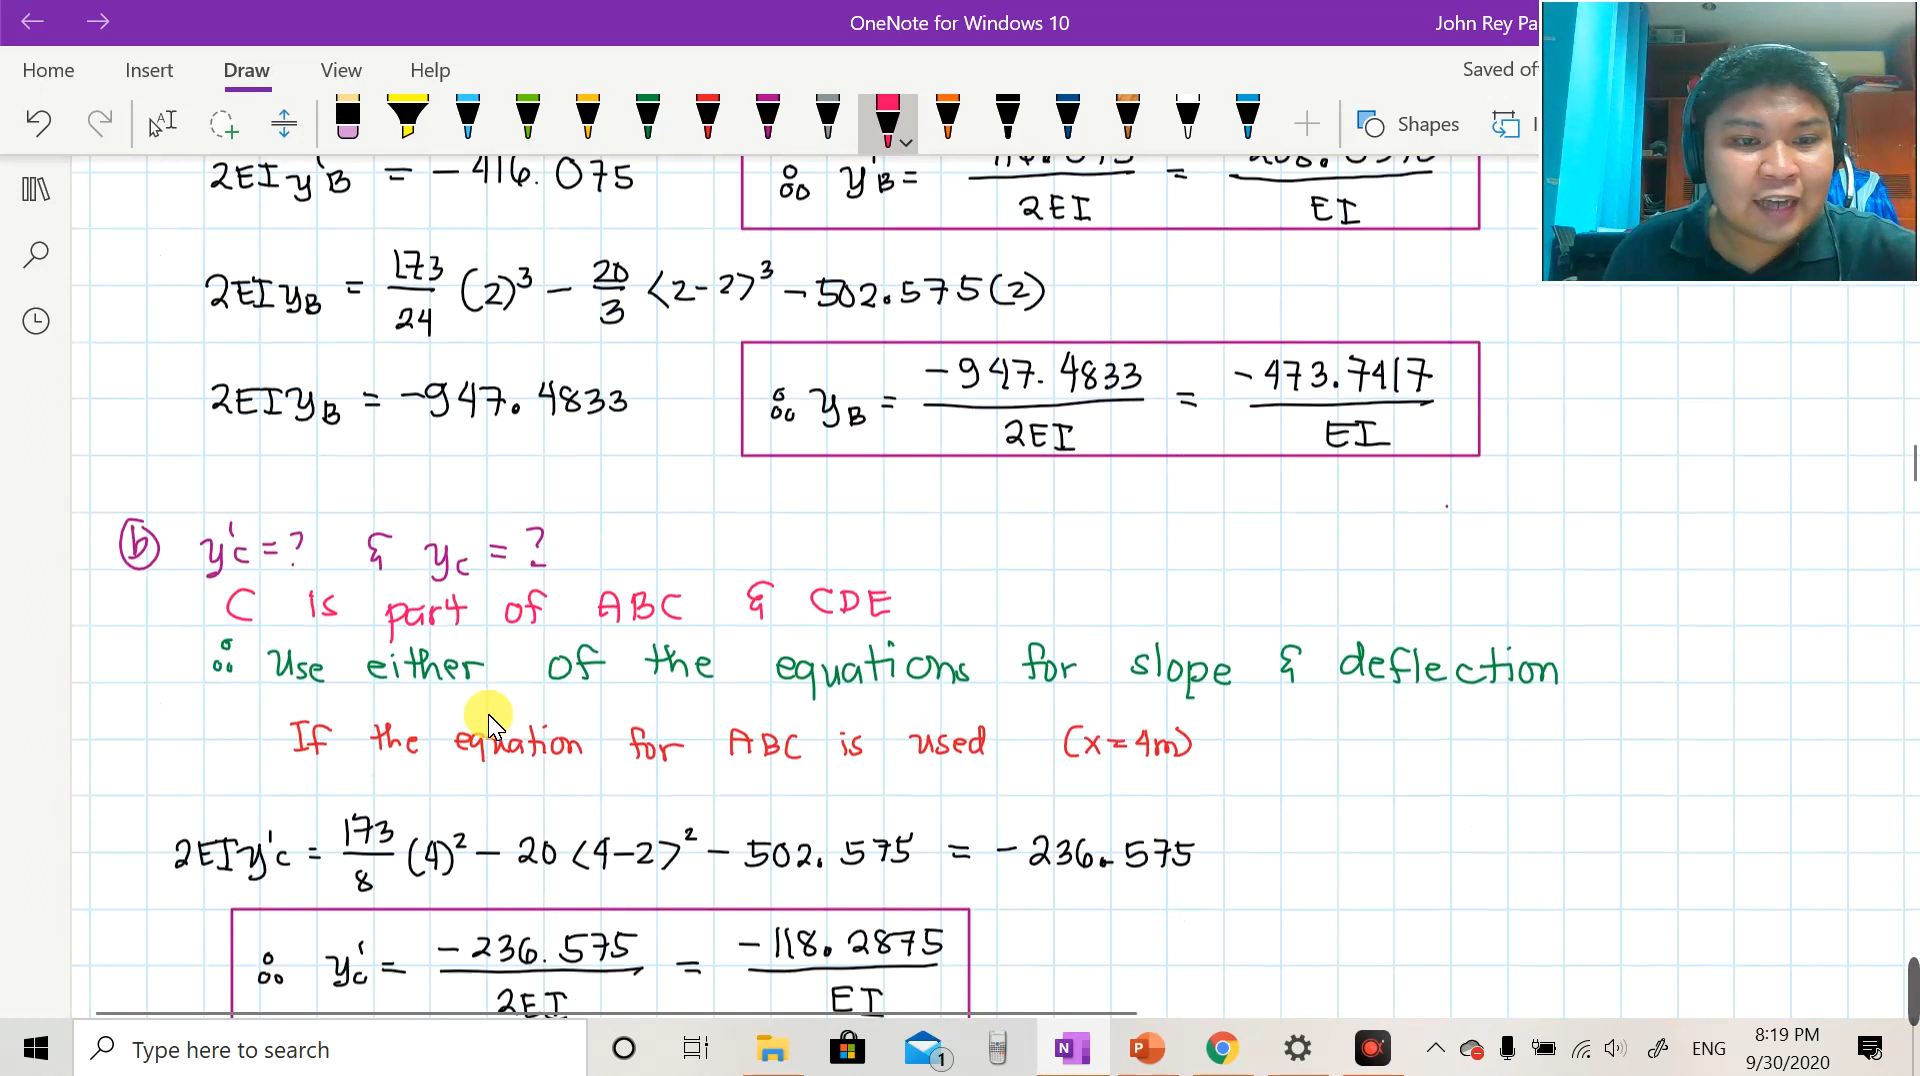 OneNote for Windows 10
John Rey Pa
Home Insert Draw View Help
Saved of
Shapes
2EIy'B = -416.075
∴ y'B = / 2EI = / EI
2EIyB = 173/24 (2)³ - 20/3 <2-2>³ - 502.575(2)
2EIyB = -947.4833
∴ yB = -947.4833/2EI = -473.7417/EI
ⓑ y'c = ? & yc = ?
C is part of ABC & CDE
∴ Use either of the equations for slope & deflection
If the equation for ABC is used (x = 4m)
2EIy'c = 173/8 (4)² - 20<4-2>² - 502.575 = -236.575
∴ yc' = -236.575/2EI = -118.2875/EI
Type here to search
1
ENG
8:19 PM
9/30/2020